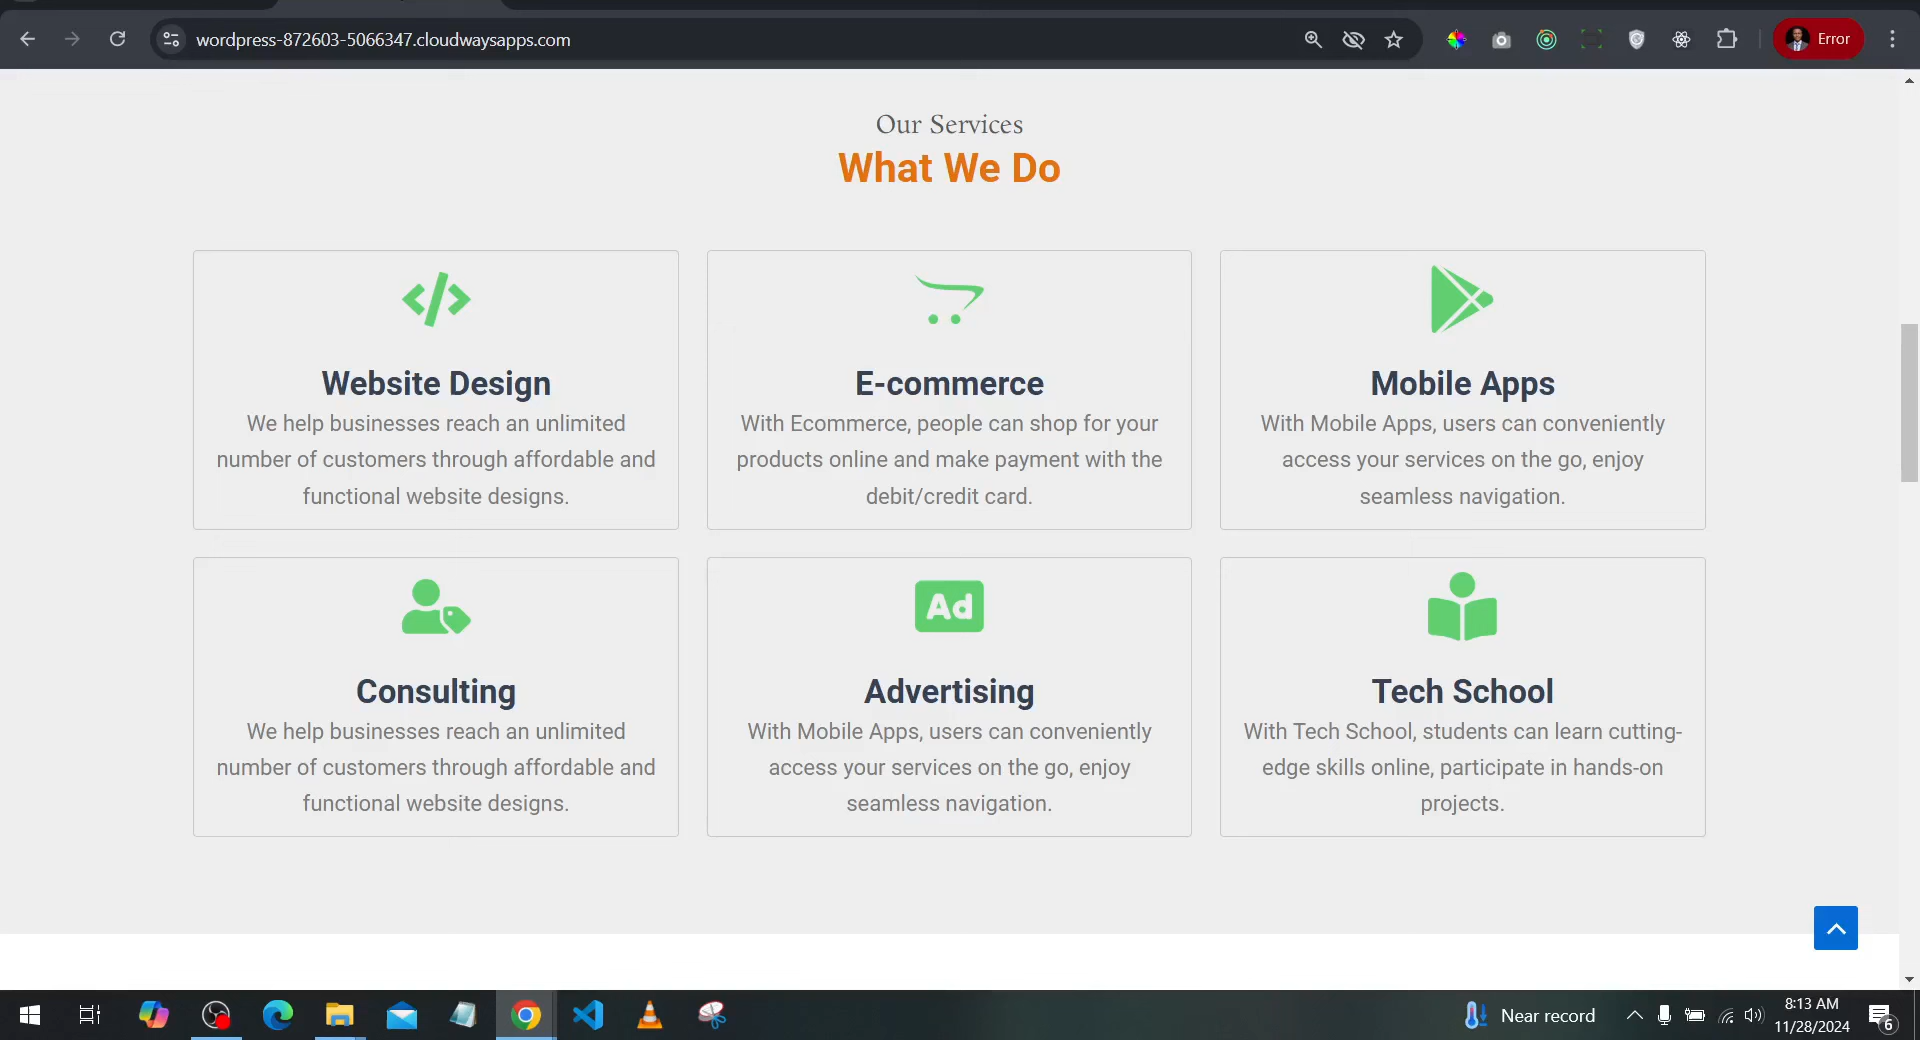 wordpress-872603-5066347.cloudwaysapps.com
Error
Our Services
What We Do
Website Design
We help businesses reach an unlimited
number of customers through affordable and
functional website designs.
E-commerce
With Ecommerce, people can shop for your
products online and make payment with the
debit/credit card.
Mobile Apps
With Mobile Apps, users can conveniently
access your services on the go, enjoy
seamless navigation.
Consulting
We help businesses reach an unlimited
number of customers through affordable and
functional website designs.
Ad
Advertising
With Mobile Apps, users can conveniently
access your services on the go, enjoy
seamless navigation.
Tech School
With Tech School, students can learn cutting-
edge skills online, participate in hands-on
projects.
Near record
8:13 AM
11/28/2024
6